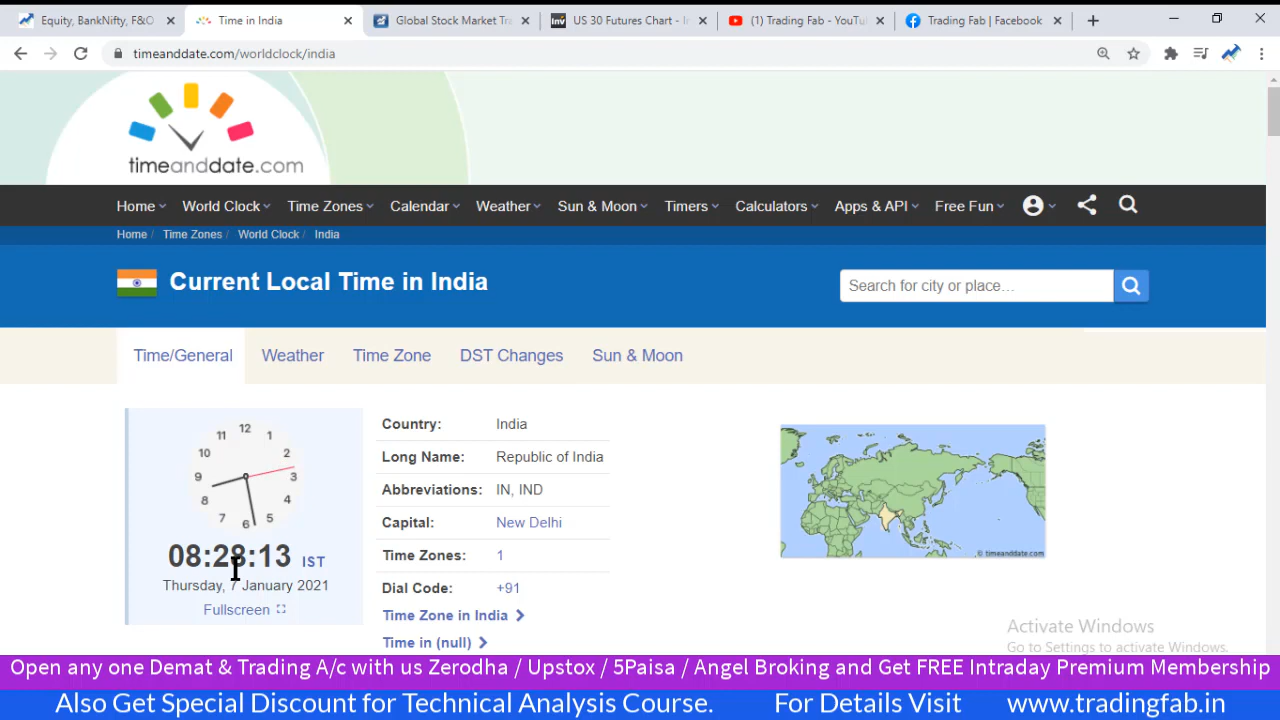 Equity, BankNifty, F&O
Time in India
Global Stock Market Tra
US 30 Futures Chart - In
(1) Trading Fab - YouTu
Trading Fab | Facebook
timeanddate.com/worldclock/india
timeanddate.com
Home World Clock Time Zones Calendar Weather Sun & Moon Timers Calculators Apps & API Free Fun
Home / Time Zones / World Clock / India
Current Local Time in India
Search for city or place...
Time/General Weather Time Zone DST Changes Sun & Moon
12 1 2 3 4 5 6 7 8 9 10 11
08:28:13 IST
Thursday, 7 January 2021
Fullscreen
Country: India
Long Name: Republic of India
Abbreviations: IN, IND
Capital: New Delhi
Time Zones: 1
Dial Code: +91
Time Zone in India
Time in (null)
© timeanddate.com
Activate Windows
Go to Settings to activate Windows.
Open any one Demat & Trading A/c with us Zerodha / Upstox / 5Paisa / Angel Broking and Get FREE Intraday Premium Membership
Also Get Special Discount for Technical Analysis Course. For Details Visit www.tradingfab.in